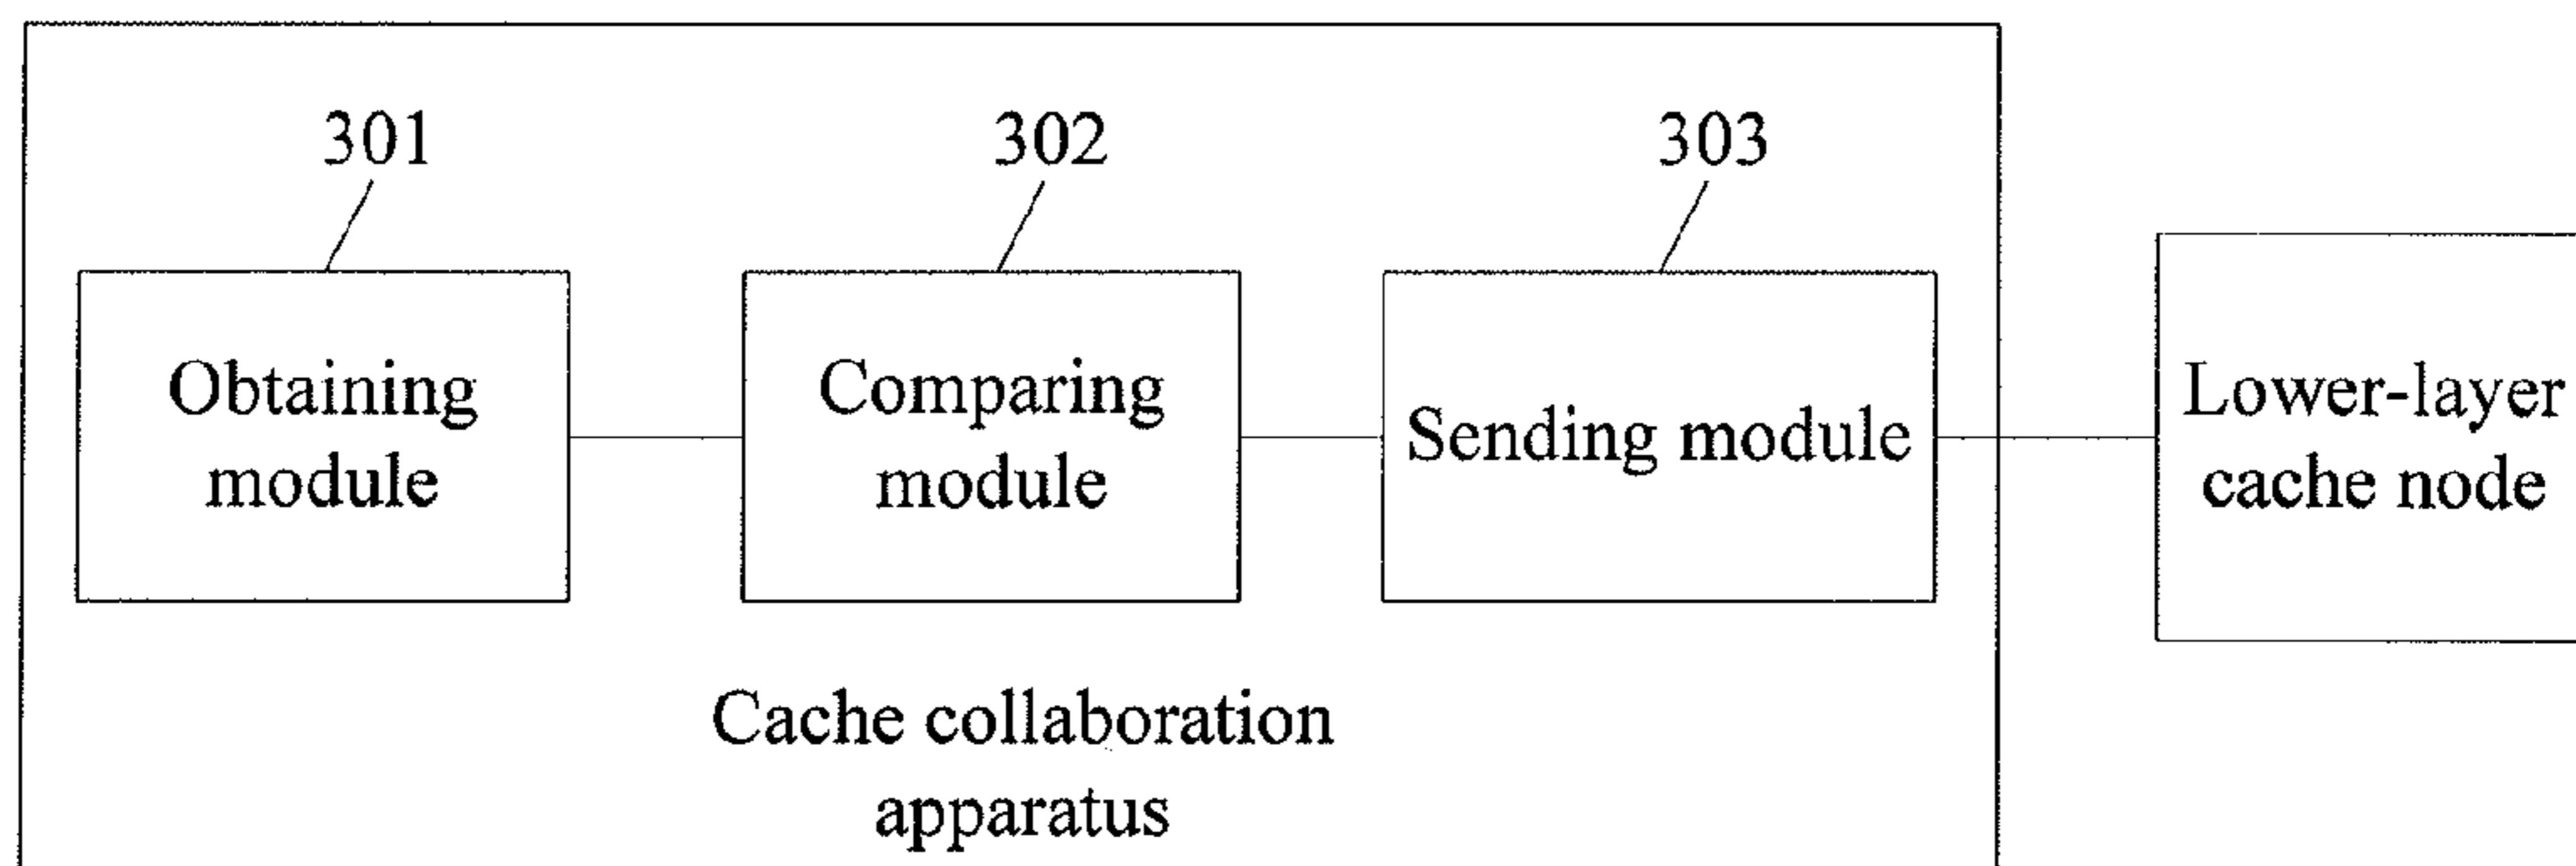 301
302
303
Obtaining
module
Comparing
module
Sending module
Lower-layer
cache node
Cache collaboration
apparatus